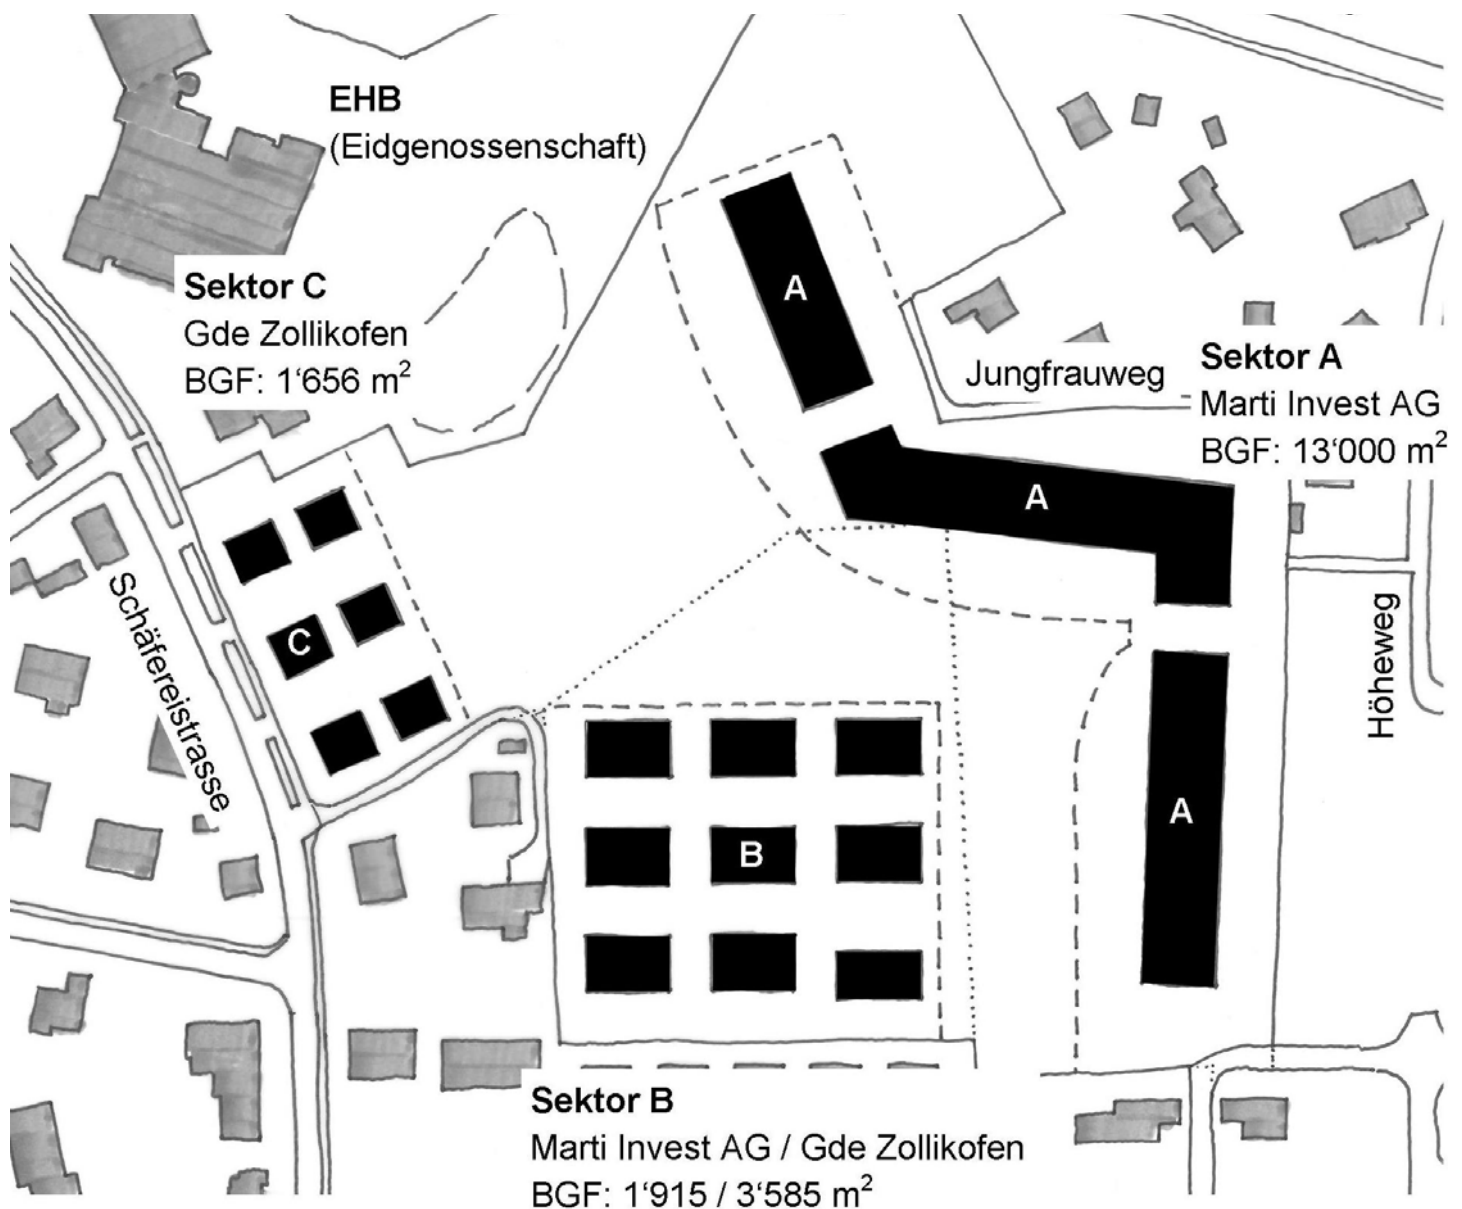 EHB
(Eidgenossenschaft)
Sektor C
Gde Zollikofen
BGF: 1‘656 m²
A
Jungfrauweg
Sektor A
Marti Invest AG
BGF: 13‘000 m²
A
C
Schäfereistrasse
Höheweg
A
B
Sektor B
Marti Invest AG / Gde Zollikofen
BGF: 1‘915 / 3‘585 m²